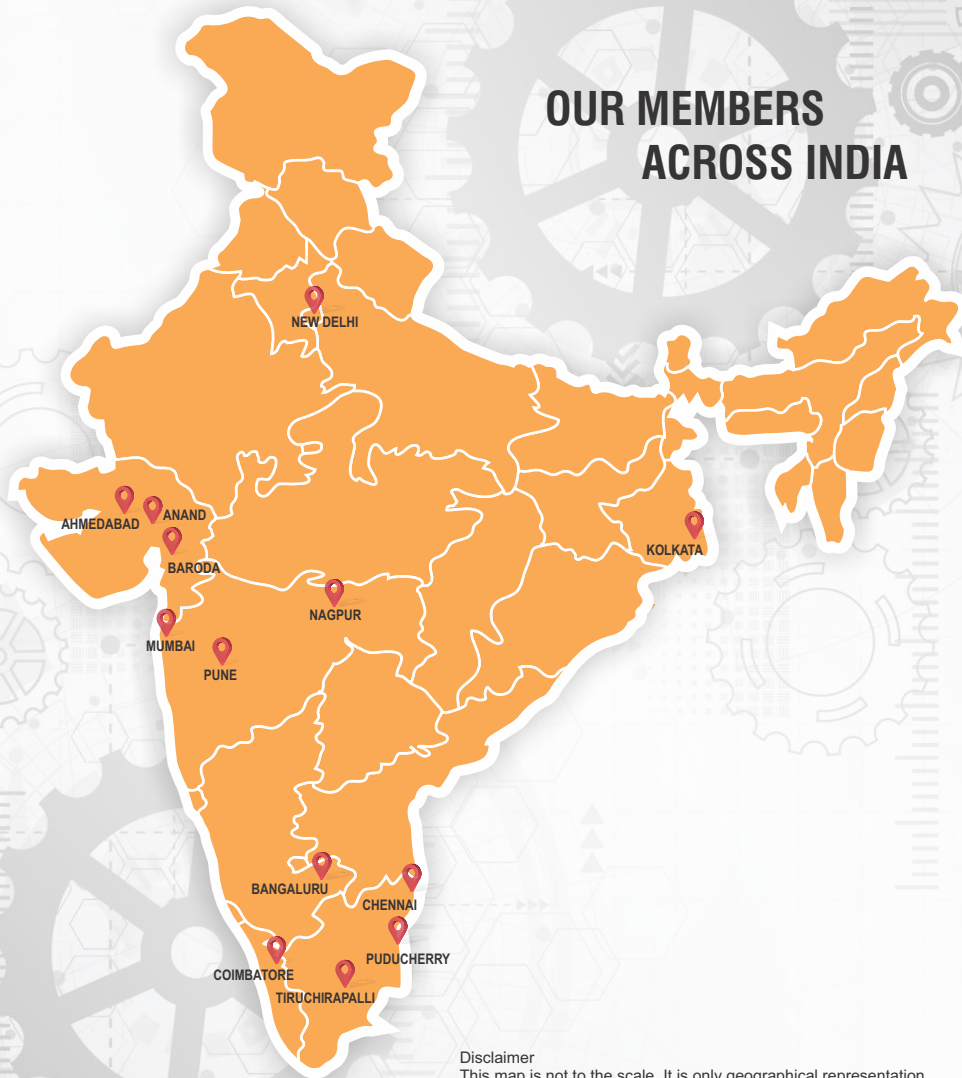 OUR MEMBERS
ACROSS INDIA
NEW DELHI
AHMEDABAD
ANAND
BARODA
KOLKATA
NAGPUR
MUMBAI
PUNE
BANGALURU
CHENNAI
PUDUCHERRY
COIMBATORE
TIRUCHIRAPALLI
Disclaimer
This map is not to the scale. It is only geographical representation